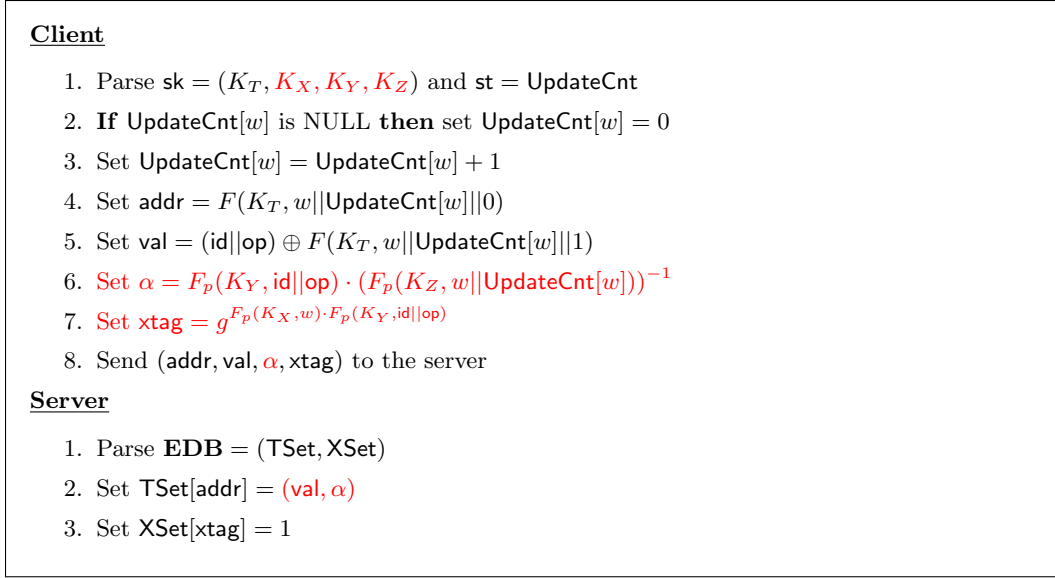 Client
1. Parse sk = (K_T, K_X, K_Y, K_Z) and st = UpdateCnt
2. If UpdateCnt[w] is NULL then set UpdateCnt[w] = 0
3. Set UpdateCnt[w] = UpdateCnt[w] + 1
4. Set addr = F(K_T, w||UpdateCnt[w]||0)
5. Set val = (id||op) ⊕ F(K_T, w||UpdateCnt[w]||1)
6. Set α = F_p(K_Y, id||op) · (F_p(K_Z, w||UpdateCnt[w]))^{-1}
7. Set xtag = g^{F_p(K_X,w)·F_p(K_Y,id||op)}
8. Send (addr, val, α, xtag) to the server
Server
1. Parse EDB = (TSet, XSet)
2. Set TSet[addr] = (val, α)
3. Set XSet[xtag] = 1